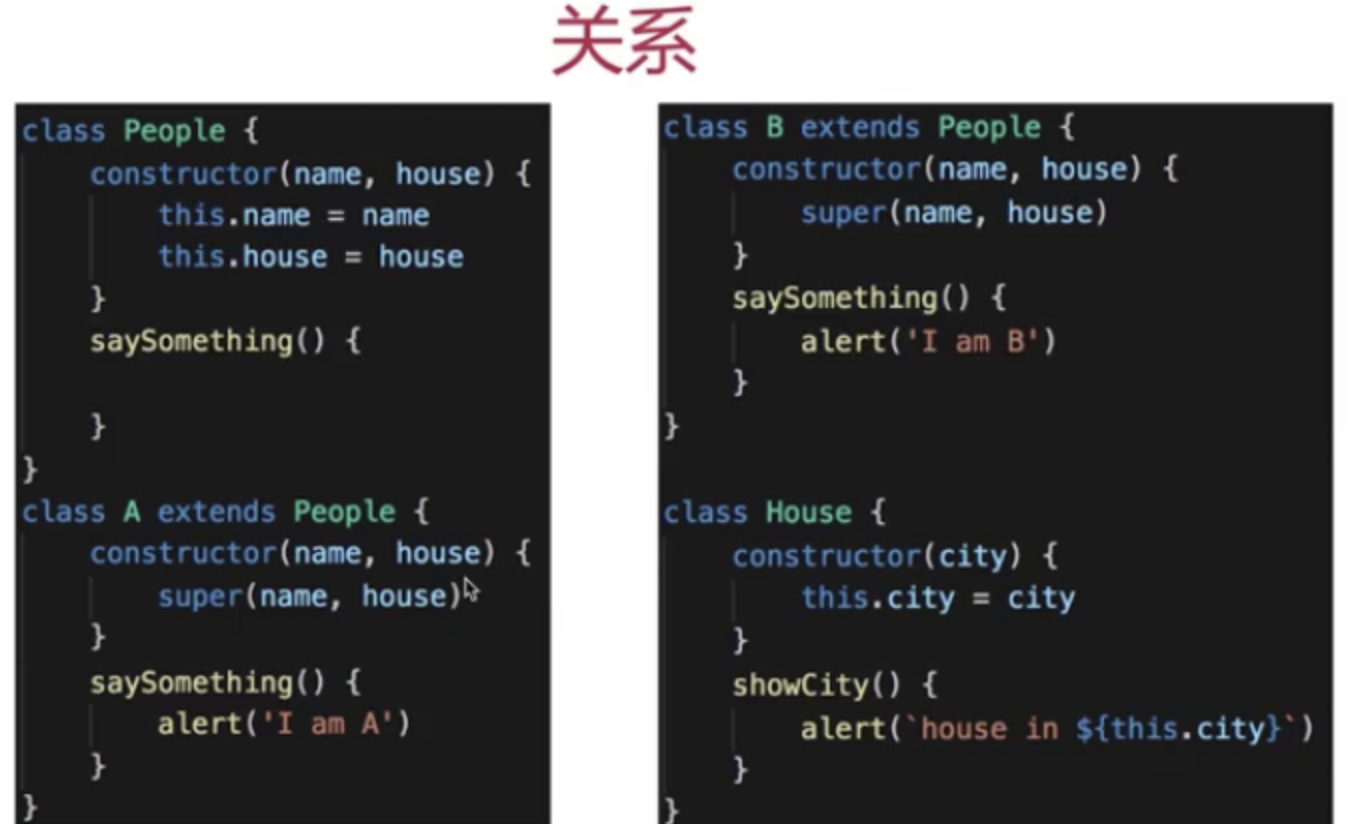 关系
class People {
    constructor(name, house) {
        this.name = name
        this.house = house
    }
    saySomething() {

    }
}
class A extends People {
    constructor(name, house) {
        super(name, house)
    }
    saySomething() {
        alert('I am A')
    }
}
class B extends People {
    constructor(name, house) {
        super(name, house)
    }
    saySomething() {
        alert('I am B')
    }
}

class House {
    constructor(city) {
        this.city = city
    }
    showCity() {
        alert(`house in ${this.city}`)
    }
}